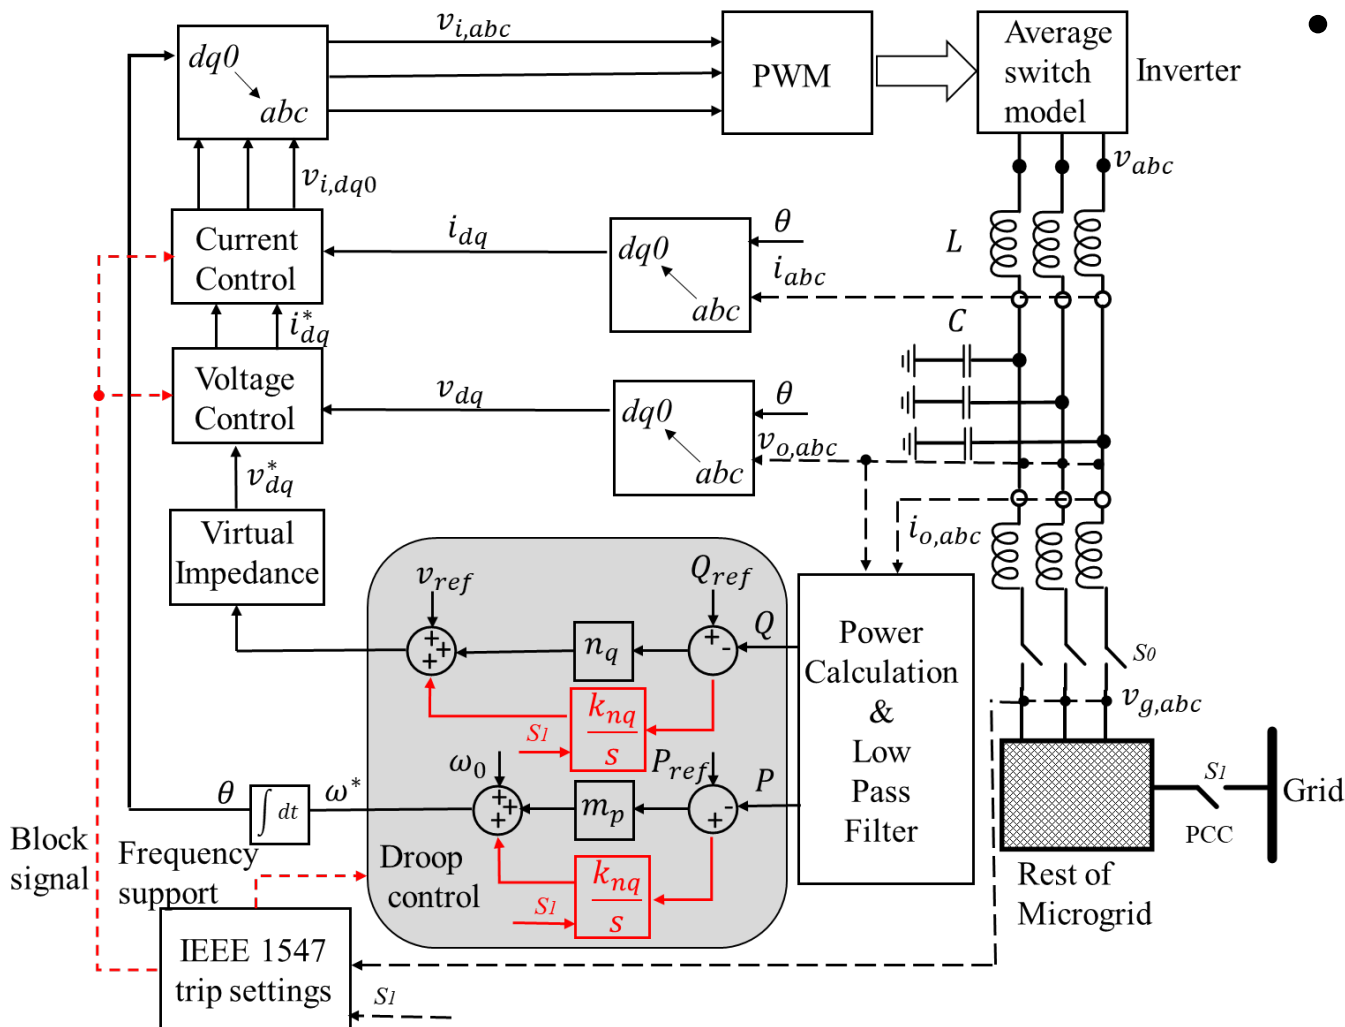 dq0
abc
v_{i,abc}
PWM
Average
switch
model
Inverter
v_{abc}
v_{i,dq0}
Current
Control
i_{dq}
dq0
abc
θ
i_{abc}
L
C
i^*_{dq}
Voltage
Control
v_{dq}
dq0
abc
θ
v_{o,abc}
v^*_{dq}
Virtual
Impedance
i_{o,abc}
v_{ref}
Q_{ref}
+
+
+
n_q
+
-
Q
k_{nq}
s
S1
Power
Calculation
&
Low
Pass
Filter
S0
v_{g,abc}
ω_0
P_{ref}
θ
∫ dt
ω^*
+
+
+
m_p
-
+
P
k_{nq}
s
S1
Droop
control
S1
PCC
Grid
Rest of
Microgrid
Block
signal
Frequency
support
IEEE 1547
trip settings
S1